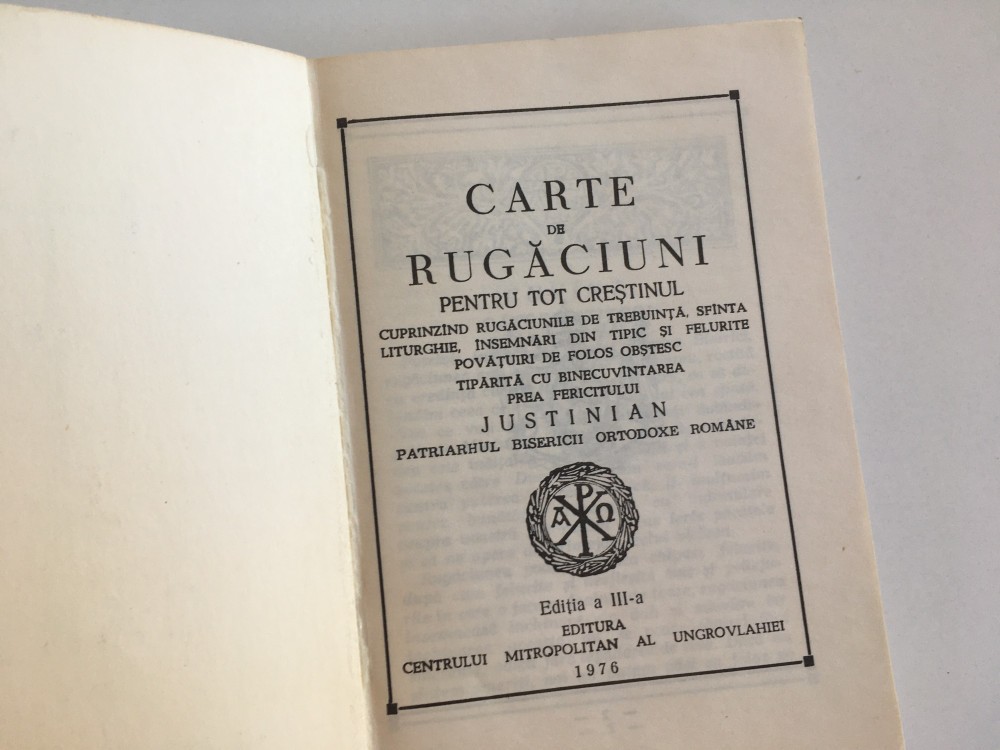 CARTE
DE
RUGĂCIUNI
PENTRU TOT CREȘTINUL
CUPRINZÎND RUGĂCIUNILE DE TREBUINȚĂ, SFÎNTA
LITURGHIE, ÎNSEMNĂRI DIN TIPIC ȘI FELURITE
POVĂȚUIRI DE FOLOS OBȘTESC
TIPĂRITĂ CU BINECUVÎNTAREA
PREA FERICITULUI
JUSTINIAN
PATRIARHUL BISERICII ORTODOXE ROMÂNE
Α Ρ Ω
Ediția a III-a
EDITURA
CENTRULUI MITROPOLITAN AL UNGROVLAHIEI
1976